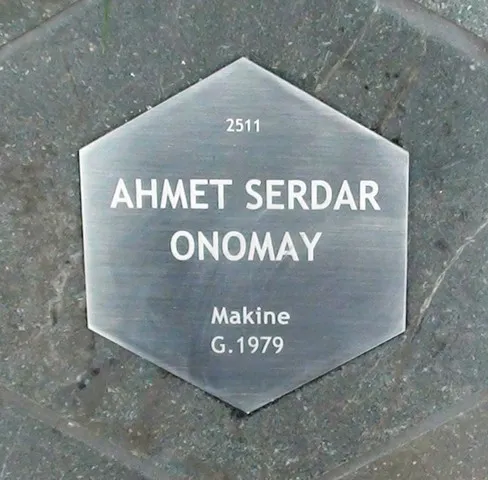 2511
AHMET SERDAR
ONOMAY
Makine
G.1979